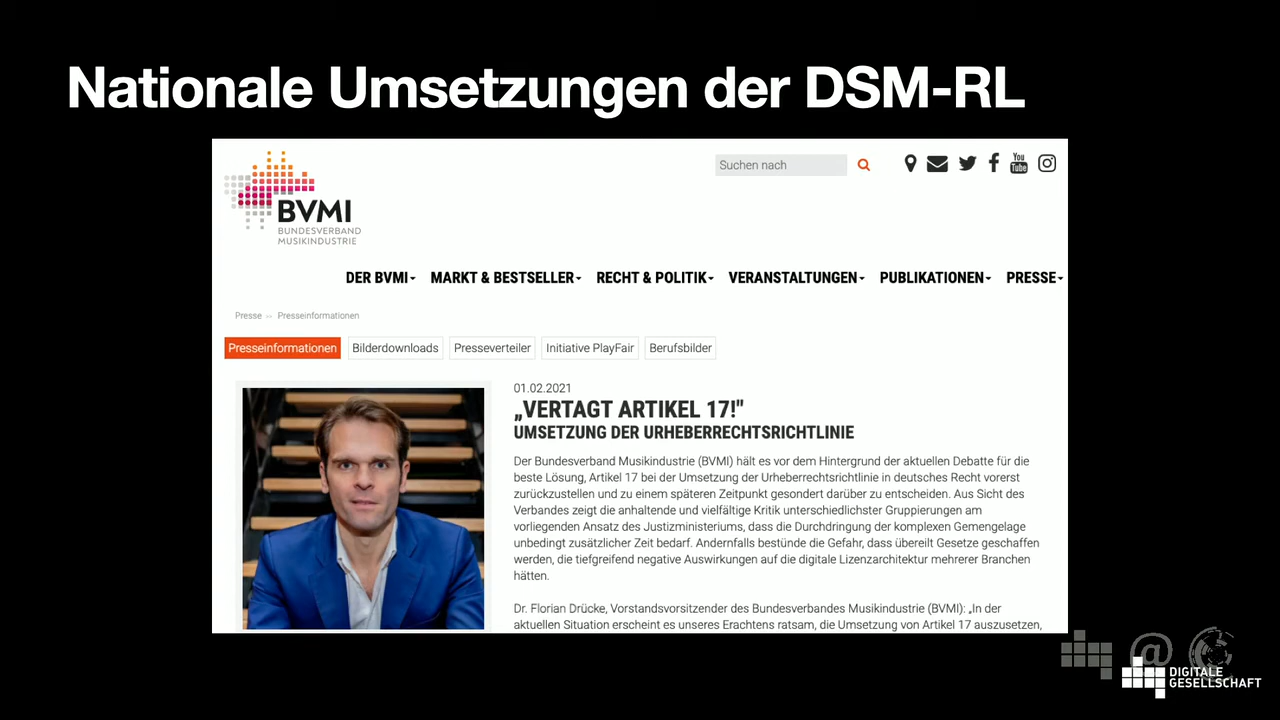 Nationale Umsetzungen der DSM-RL
BVMI
BUNDESVERBAND
MUSIKINDUSTRIE
Suchen nach
You
Tube
DER BVMI
MARKT & BESTSELLER
RECHT & POLITIK
VERANSTALTUNGEN
PUBLIKATIONEN
PRESSE
Presse
Presseinformationen
Presseinformationen
Bilderdownloads
Presseverteiler
Initiative PlayFair
Berufsbilder
01.02.2021
„VERTAGT ARTIKEL 17!"
UMSETZUNG DER URHEBERRECHTSRICHTLINIE
Der Bundesverband Musikindustrie (BVMI) hält es vor dem Hintergrund der aktuellen Debatte für die
beste Lösung, Artikel 17 bei der Umsetzung der Urheberrechtsrichtlinie in deutsches Recht vorerst
zurückzustellen und zu einem späteren Zeitpunkt gesondert darüber zu entscheiden. Aus Sicht des
Verbandes zeigt die anhaltende und vielfältige Kritik unterschiedlichster Gruppierungen am
vorliegenden Ansatz des Justizministeriums, dass die Durchdringung der komplexen Gemengelage
unbedingt zusätzlicher Zeit bedarf. Andernfalls bestünde die Gefahr, dass übereilt Gesetze geschaffen
werden, die tiefgreifend negative Auswirkungen auf die digitale Lizenzarchitektur mehrerer Branchen
hätten.
Dr. Florian Drücke, Vorstandsvorsitzender des Bundesverbandes Musikindustrie (BVMI): „In der
aktuellen Situation erscheint es unseres Erachtens ratsam, die Umsetzung von Artikel 17 auszusetzen,
@
DIGITALE
GESELLSCHAFT